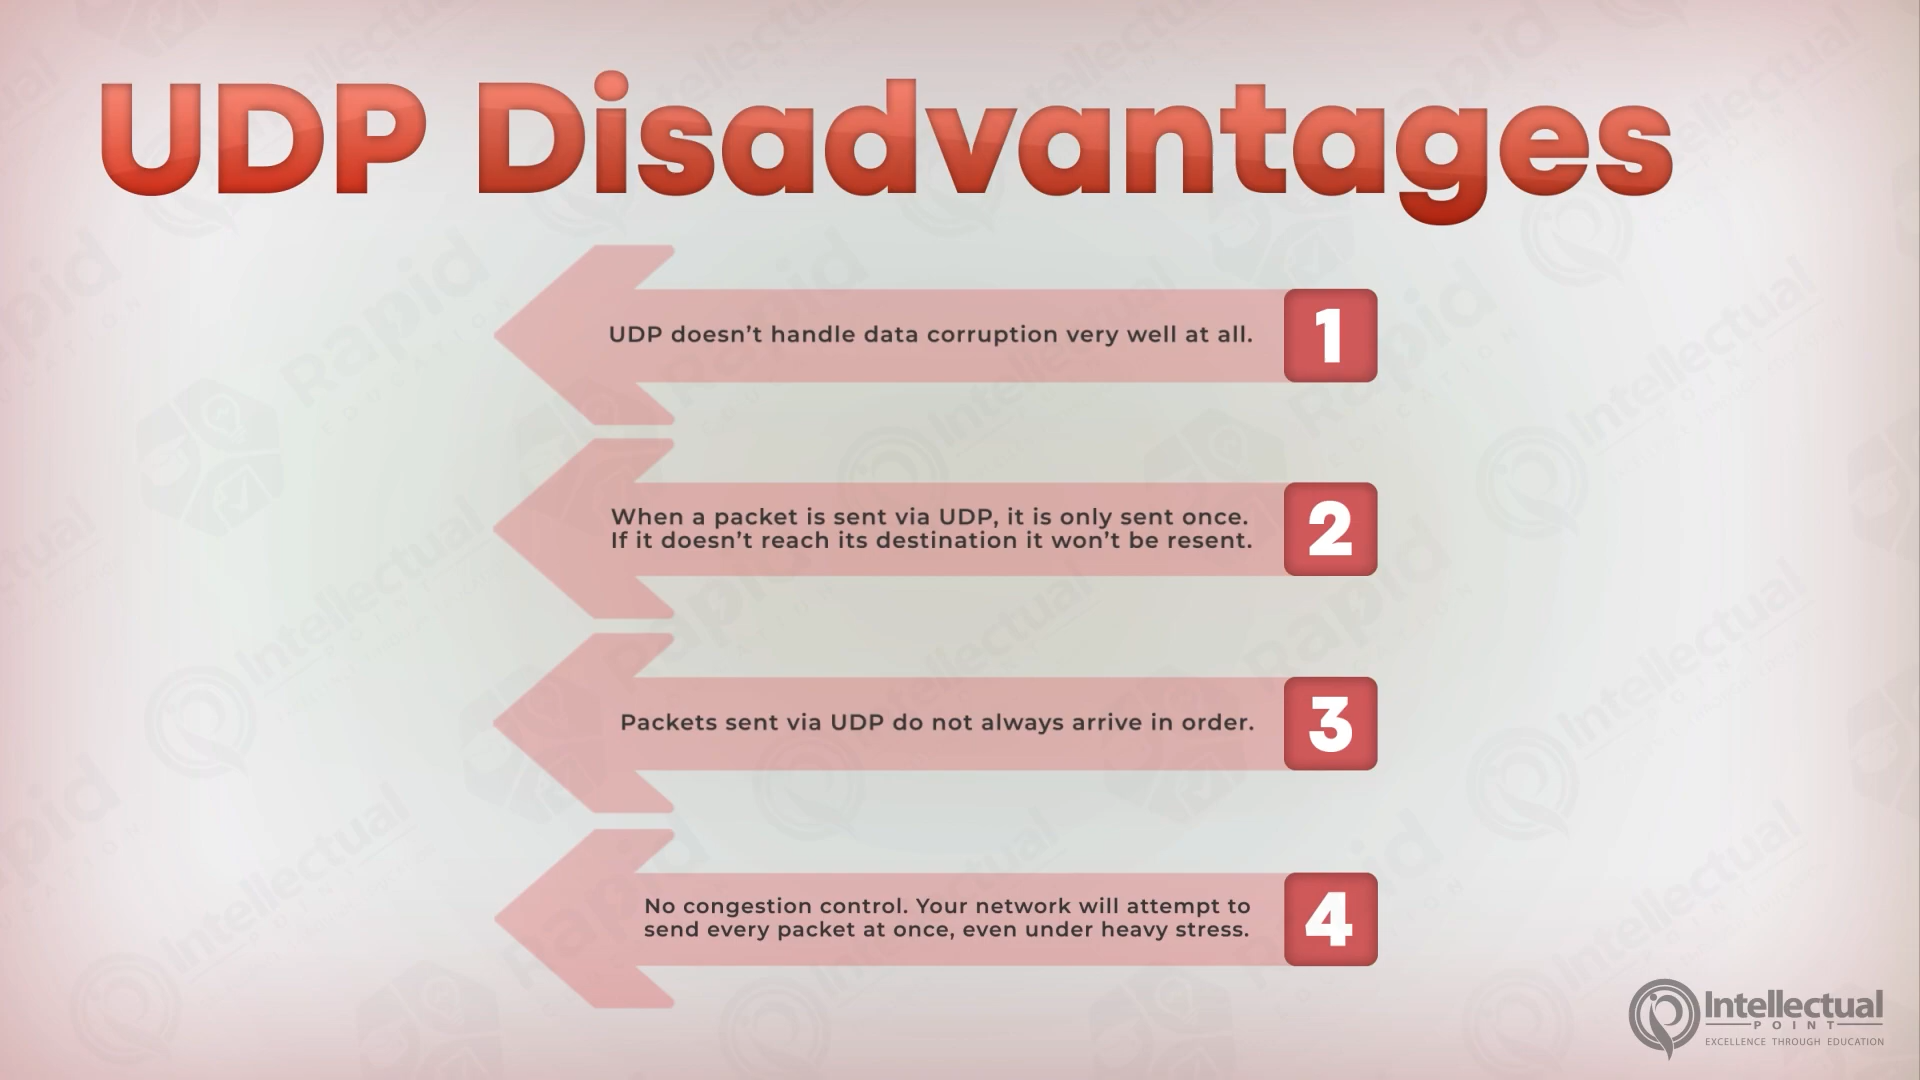 UDP Disadvantages
UDP doesn’t handle data corruption very well at all.
1
When a packet is sent via UDP, it is only sent once.
If it doesn’t reach its destination it won’t be resent.
2
Packets sent via UDP do not always arrive in order.
3
No congestion control. Your network will attempt to
send every packet at once, even under heavy stress.
4
Intellectual
POINT
EXCELLENCE THROUGH EDUCATION
Rapid
EDUCATION